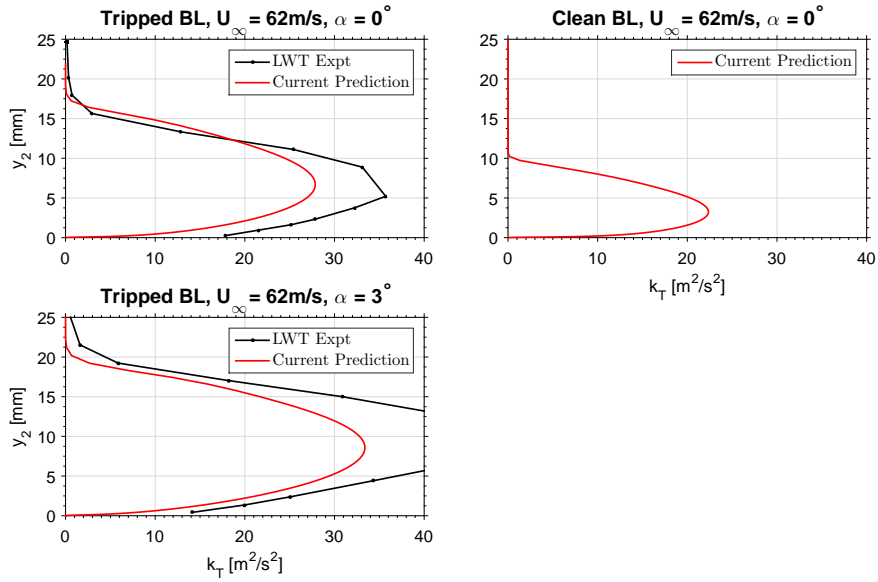 Tripped BL, U∞ = 62m/s, α = 0°
25
20
15
10
5
0
y2 [mm]
LWT Expt
Current Prediction
0 10 20 30 40
Clean BL, U∞ = 62m/s, α = 0°
25
20
15
10
5
0
Current Prediction
0 10 20 30 40
kT [m²/s²]
Tripped BL, U∞ = 62m/s, α = 3°
25
20
15
10
5
0
y2 [mm]
LWT Expt
Current Prediction
0 10 20 30 40
kT [m²/s²]